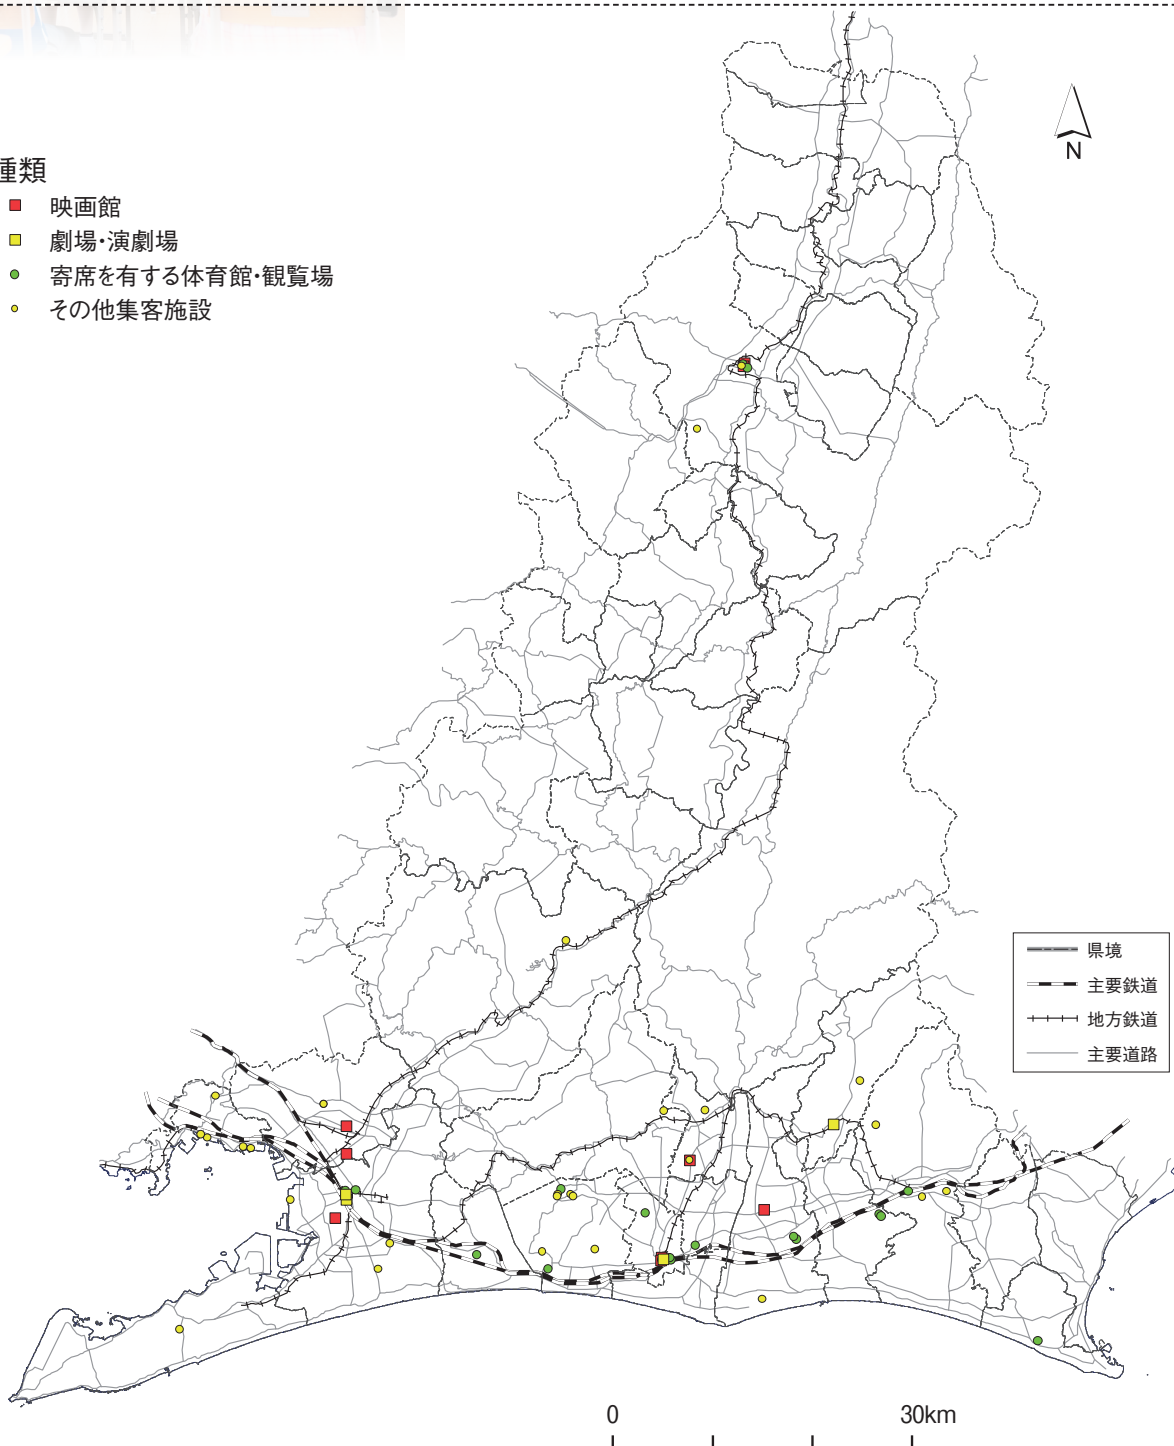 種類
映画館
劇場・演劇場
寄席を有する体育館・観覧場
その他集客施設
N
県境
主要鉄道
地方鉄道
主要道路
0 30km